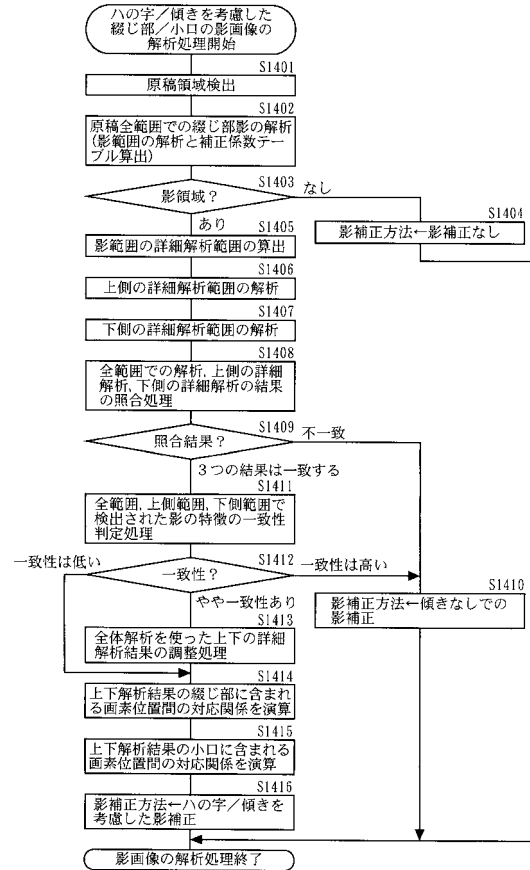 ハの字／傾きを考慮した
綴じ部／小口の影画像の
解析処理開始
S1401
原稿領域検出
S1402
原稿全範囲での綴じ部影の解析
(影範囲の解析と補正係数テー
ブル算出)
S1403
影領域？
なし
あり
S1404
影補正方法←影補正なし
S1405
影範囲の詳細解析範囲の算出
S1406
上側の詳細解析範囲の解析
S1407
下側の詳細解析範囲の解析
S1408
全範囲での解析,上側の詳細
解析,下側の詳細解析の結果
の照合処理
S1409
照合結果？
不一致
3つの結果は一致する
S1411
全範囲,上側範囲,下側範囲で
検出された影の特徴の一致性
判定処理
S1412
一致性は低い
一致性？
一致性は高い
やや一致性あり
S1410
影補正方法←傾きなしでの
影補正
S1413
全体解析を使った上下の詳細
解析結果の調整処理
S1414
上下解析結果の綴じ部に含まれ
る画素位置間の対応関係を演算
S1415
上下解析結果の小口に含まれる
画素位置間の対応関係を演算
S1416
影補正方法←ハの字／傾きを
考慮した影補正
影画像の解析処理終了